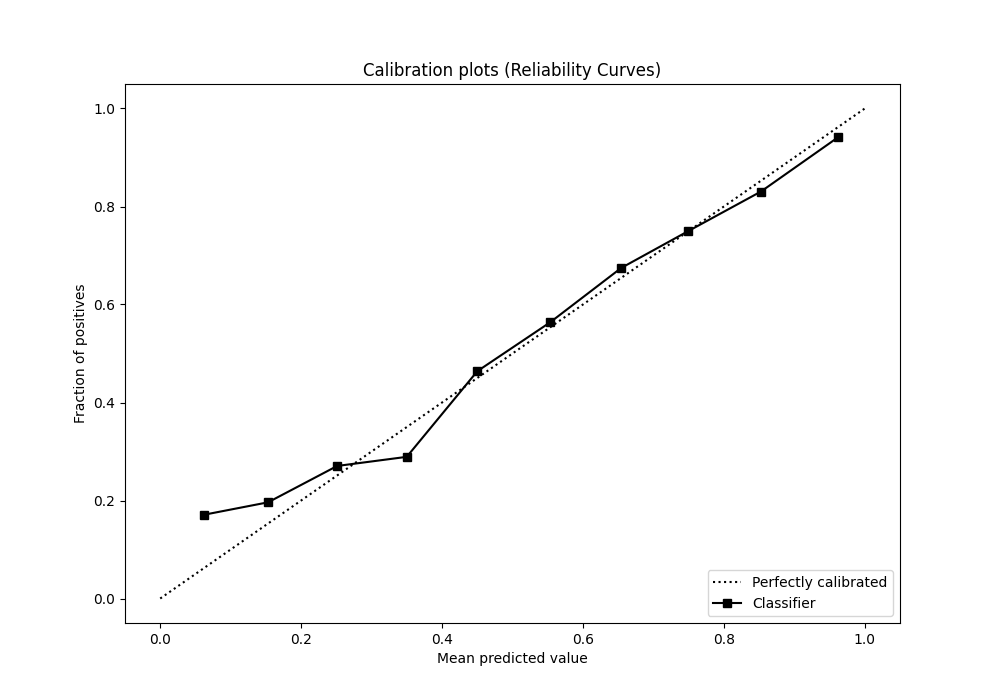 Calibration plots (Reliability Curves)
1.0
0.8
0.6
0.4
0.2
0.0
Fraction of positives
0.0 0.2 0.4 0.6 0.8 1.0
Mean predicted value
Perfectly calibrated
Classifier